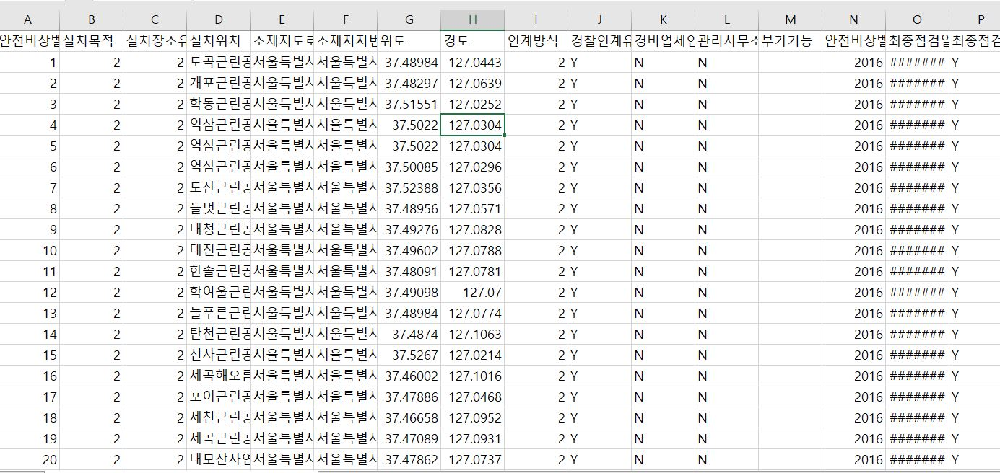 A B C D E F G H I J K L M N O P
안전비상벨 설치목적 설치장소유 설치위치 소재지도로 소재지지번 위도 경도 연계방식 경찰연계유 경비업체연 관리사무소 부가기능 안전비상벨 최종점검일 최종점검
1 2 2 도곡근린공 서울특별시 서울특별시 37.48984 127.0443 2 Y N N 2016 ####### Y
2 2 2 개포근린공 서울특별시 서울특별시 37.48297 127.0639 2 Y N N 2016 ####### Y
3 2 2 학동근린공 서울특별시 서울특별시 37.51551 127.0252 2 Y N N 2016 ####### Y
4 2 2 역삼근린공 서울특별시 서울특별시 37.5022 127.0304 2 Y N N 2016 ####### Y
5 2 2 역삼근린공 서울특별시 서울특별시 37.5022 127.0304 2 Y N N 2016 ####### Y
6 2 2 역삼근린공 서울특별시 서울특별시 37.50085 127.0296 2 Y N N 2016 ####### Y
7 2 2 도산근린공 서울특별시 서울특별시 37.52388 127.0356 2 Y N N 2016 ####### Y
8 2 2 늘벗근린공 서울특별시 서울특별시 37.48956 127.0571 2 Y N N 2016 ####### Y
9 2 2 대청근린공 서울특별시 서울특별시 37.49276 127.0828 2 Y N N 2016 ####### Y
10 2 2 대진근린공 서울특별시 서울특별시 37.49602 127.0788 2 Y N N 2016 ####### Y
11 2 2 한솔근린공 서울특별시 서울특별시 37.48091 127.0781 2 Y N N 2016 ####### Y
12 2 2 학여울근린 서울특별시 서울특별시 37.49098 127.07 2 Y N N 2016 ####### Y
13 2 2 늘푸른근린 서울특별시 서울특별시 37.48984 127.0774 2 Y N N 2016 ####### Y
14 2 2 탄천근린공 서울특별시 서울특별시 37.4874 127.1063 2 Y N N 2016 ####### Y
15 2 2 신사근린공 서울특별시 서울특별시 37.5267 127.0214 2 Y N N 2016 ####### Y
16 2 2 세곡해오름 서울특별시 서울특별시 37.46002 127.1016 2 Y N N 2016 ####### Y
17 2 2 포이근린공 서울특별시 서울특별시 37.47886 127.0468 2 Y N N 2016 ####### Y
18 2 2 세천근린공 서울특별시 서울특별시 37.46658 127.0952 2 Y N N 2016 ####### Y
19 2 2 세곡근린공 서울특별시 서울특별시 37.47089 127.0931 2 Y N N 2016 ####### Y
20 2 2 대모산자연 서울특별시 서울특별시 37.47862 127.0737 2 Y N N 2016 ####### Y